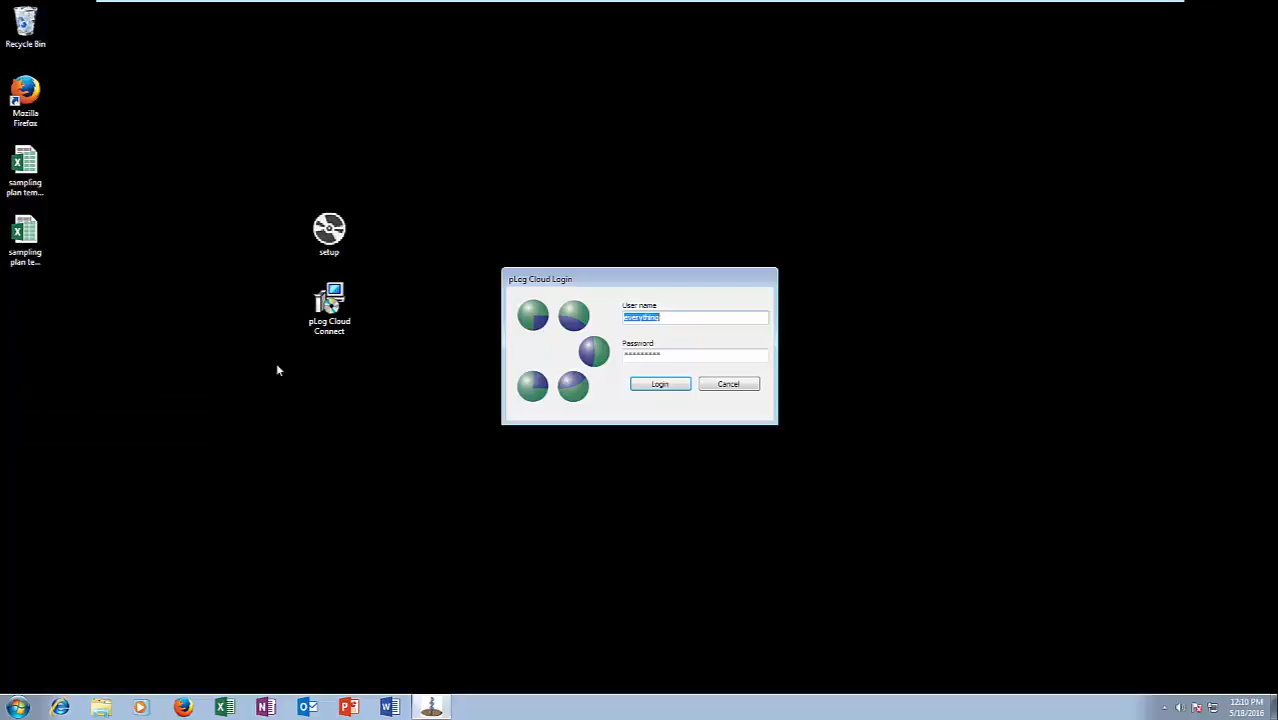 Recycle Bin
Mozilla
Firefox
sampling
plan tem...
sampling
plan te...
setup
pLog Cloud
Connect
pLog Cloud Login
User name
everything
Password
*********
Login
Cancel
12:10 PM
5/18/2016